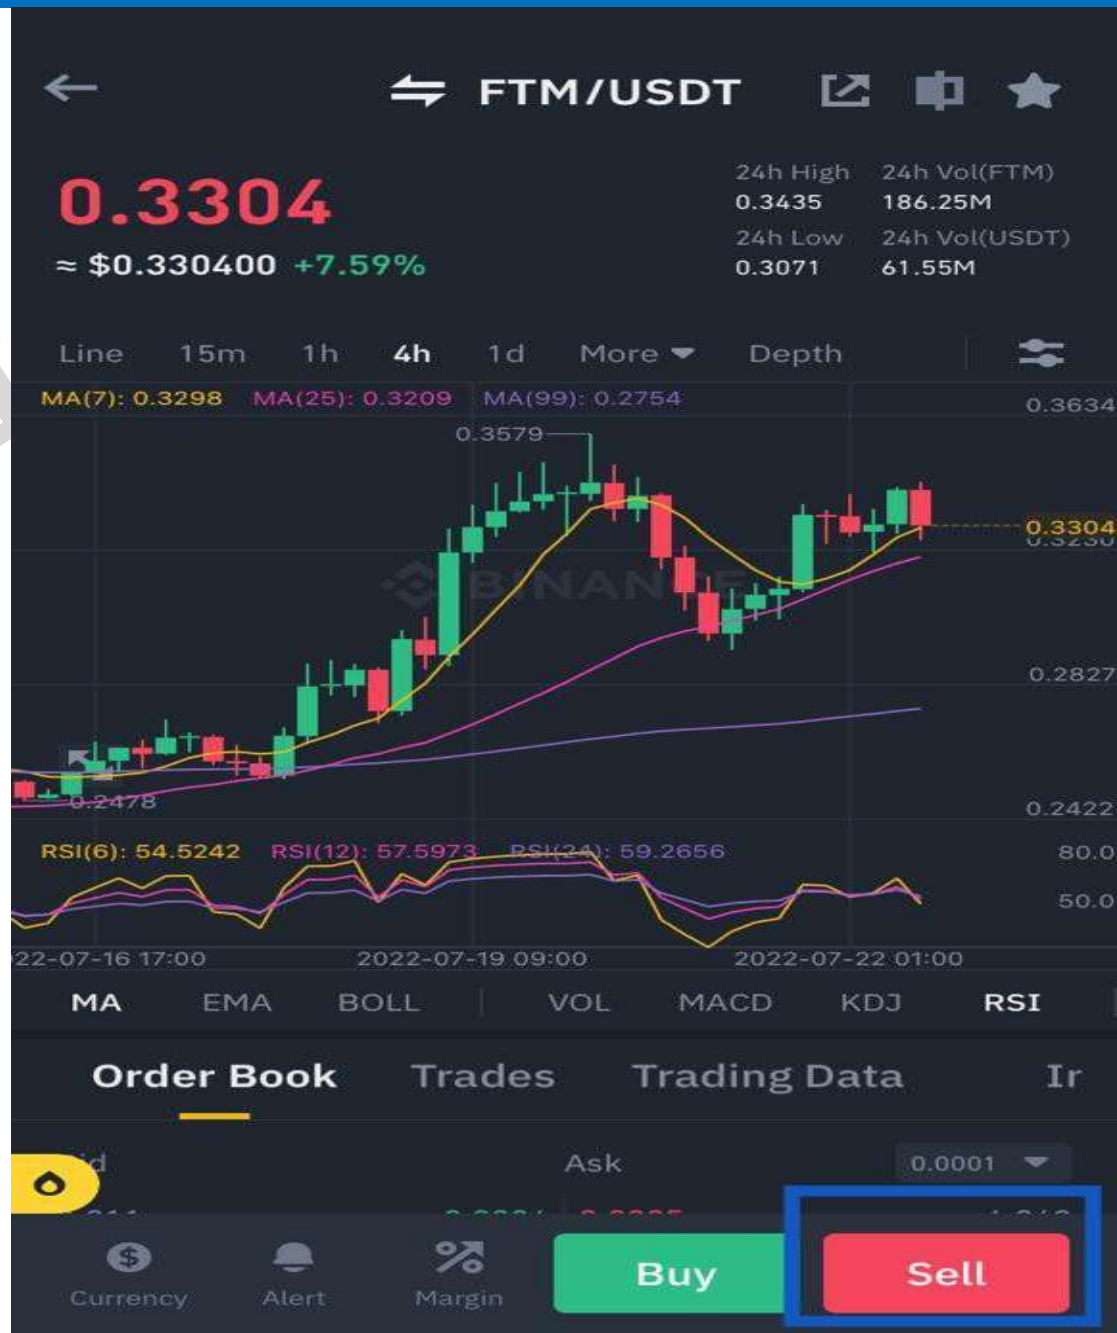 FTM/USDT
0.3304
≈ $0.330400 +7.59%
24h High 24h Vol(FTM)
0.3435 186.25M
24h Low 24h Vol(USDT)
0.3071 61.55M
Line 15m 1h 4h 1d More Depth
MA(7): 0.3298 MA(25): 0.3209 MA(99): 0.2754
0.3634
0.3579
0.3304
0.3230
BINANCE
0.2827
0.2478
0.2422
RSI(6): 54.5242 RSI(12): 57.5973 RSI(24): 59.2656
80.0
50.0
22-07-16 17:00 2022-07-19 09:00 2022-07-22 01:00
MA EMA BOLL VOL MACD KDJ RSI
Order Book Trades Trading Data
Ask 0.0001
Currency Alert Margin Buy Sell